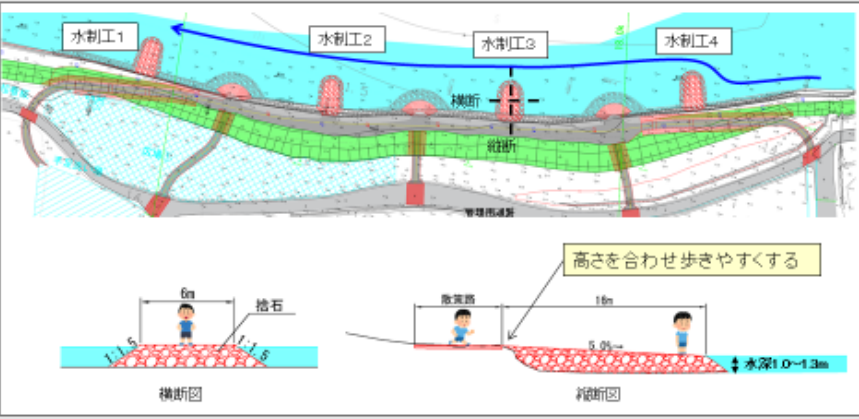 水制工1
水制工2
水制工3
水制工4
横断
縦断
管理用通路
高さを合わせ歩きやすくする
6m
捨石
1:1.5
1:1.5
横断図
散策路
16m
5.0%→
水深1.0～1.3m
縦断図